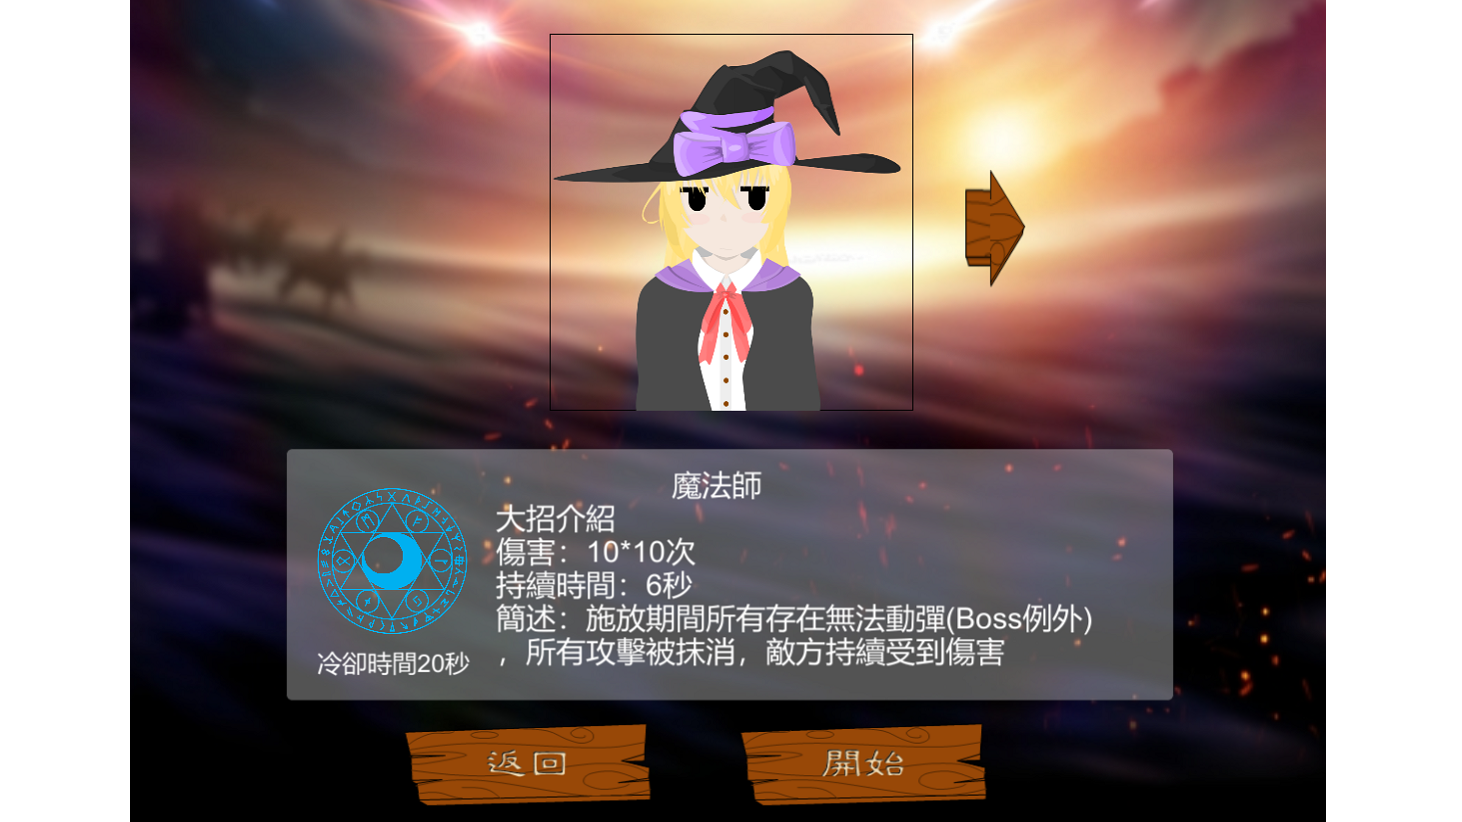 魔法師
大招介紹
傷害：10*10次
持續時間：6秒
簡述：施放期間所有存在無法動彈(Boss例外)
，所有攻擊被抹消，敵方持續受到傷害
冷卻時間20秒
返回
開始